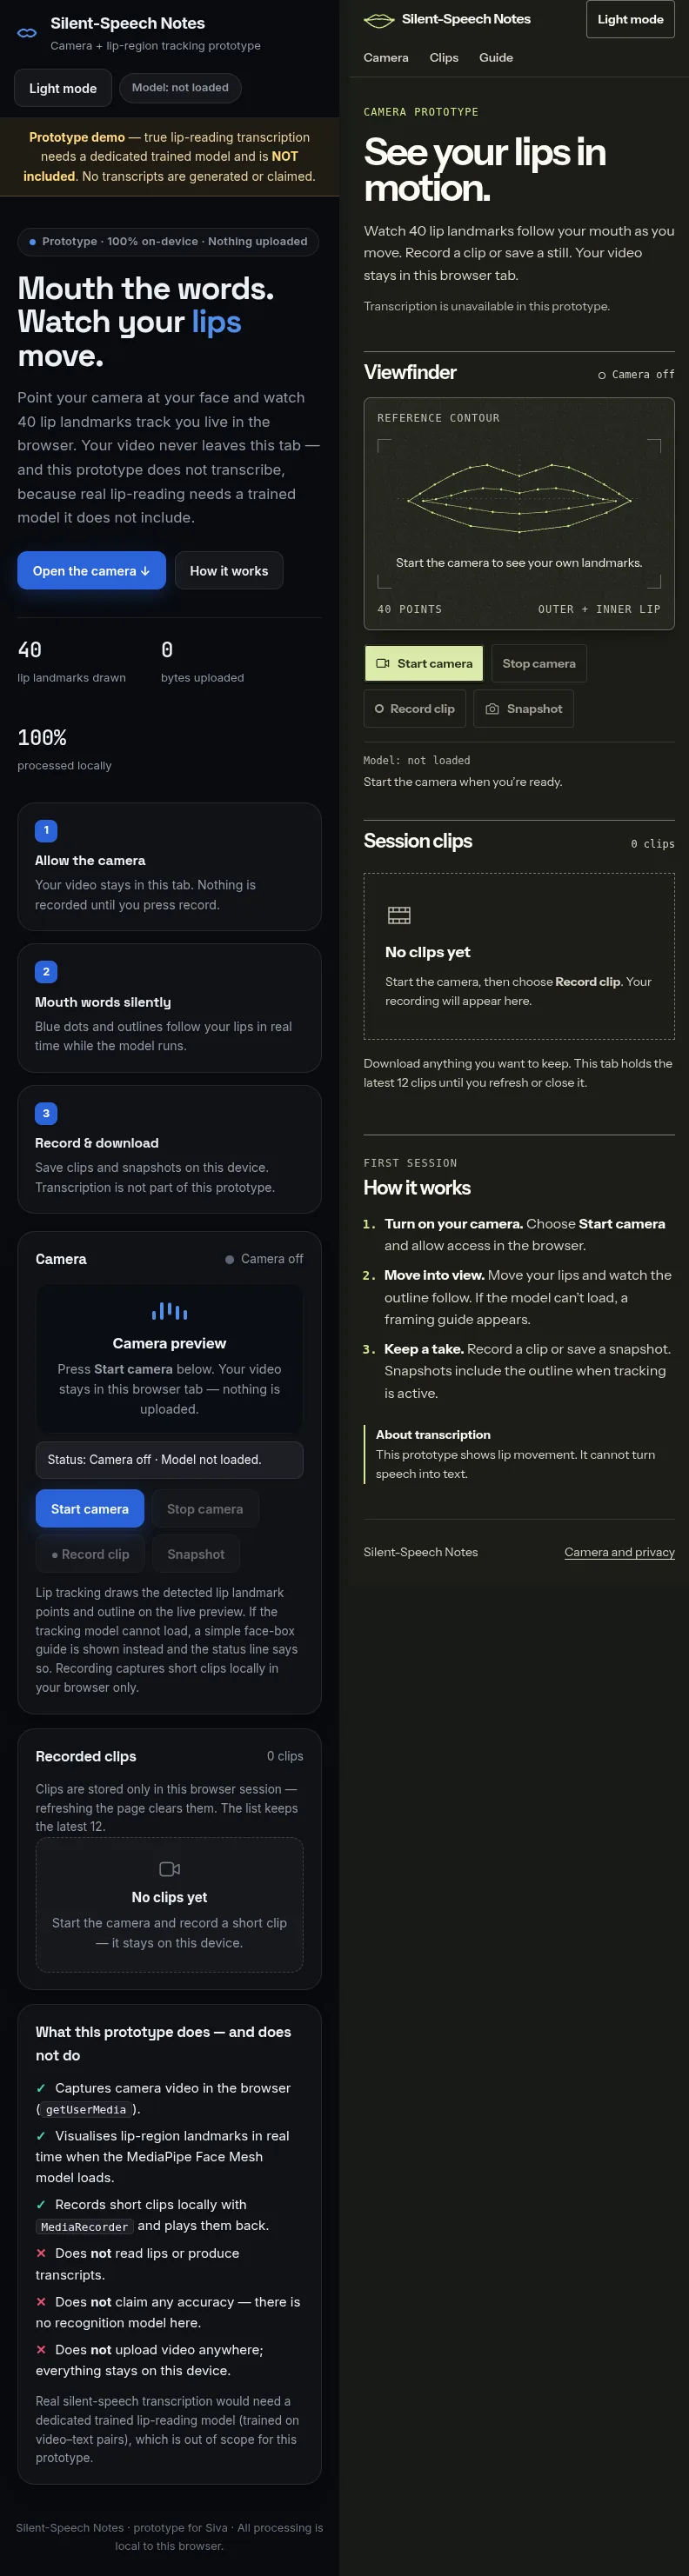 Silent-Speech Notes
Camera + lip-region tracking prototype
Light mode
Model: not loaded
Prototype demo — true lip-reading transcription
needs a dedicated trained model and is NOT
included. No transcripts are generated or claimed.
Prototype · 100% on-device · Nothing uploaded
Mouth the words.
Watch your lips
move.
Point your camera at your face and watch
40 lip landmarks track you live in the
browser. Your video never leaves this tab —
and this prototype does not transcribe,
because real lip-reading needs a trained
model it does not include.
Open the camera ↓
How it works
40
lip landmarks drawn
0
bytes uploaded
100%
processed locally
1
Allow the camera
Your video stays in this tab. Nothing is
recorded until you press record.
2
Mouth words silently
Blue dots and outlines follow your lips in real
time while the model runs.
3
Record & download
Save clips and snapshots on this device.
Transcription is not part of this prototype.
Camera
Camera off
Camera preview
Press Start camera below. Your video
stays in this browser tab — nothing is
uploaded.
Status: Camera off · Model not loaded.
Start camera
Stop camera
● Record clip
Snapshot
Lip tracking draws the detected lip landmark
points and outline on the live preview. If the
tracking model cannot load, a simple face-box
guide is shown instead and the status line says
so. Recording captures short clips locally in
your browser only.
Recorded clips
0 clips
Clips are stored only in this browser session —
refreshing the page clears them. The list keeps
the latest 12.
No clips yet
Start the camera and record a short clip
— it stays on this device.
What this prototype does — and does
not do
✓ Captures camera video in the browser
(getUserMedia).
✓ Visualises lip-region landmarks in real
time when the MediaPipe Face Mesh
model loads.
✓ Records short clips locally with
MediaRecorder and plays them back.
✕ Does not read lips or produce
transcripts.
✕ Does not claim any accuracy — there is
no recognition model here.
✕ Does not upload video anywhere;
everything stays on this device.
Real silent-speech transcription would need a
dedicated trained lip-reading model (trained on
video–text pairs), which is out of scope for this
prototype.
Silent-Speech Notes · prototype for Siva · All processing is
local to this browser.
Silent-Speech Notes
Light mode
Camera
Clips
Guide
CAMERA PROTOTYPE
See your lips in
motion.
Watch 40 lip landmarks follow your mouth as you
move. Record a clip or save a still. Your video
stays in this browser tab.
Transcription is unavailable in this prototype.
Viewfinder
Camera off
REFERENCE CONTOUR
Start the camera to see your own landmarks.
40 POINTS
OUTER + INNER LIP
Start camera
Stop camera
Record clip
Snapshot
Model: not loaded
Start the camera when you're ready.
Session clips
0 clips
No clips yet
Start the camera, then choose Record clip. Your
recording will appear here.
Download anything you want to keep. This tab holds the
latest 12 clips until you refresh or close it.
FIRST SESSION
How it works
1. Turn on your camera. Choose Start camera
and allow access in the browser.
2. Move into view. Move your lips and watch the
outline follow. If the model can't load, a
framing guide appears.
3. Keep a take. Record a clip or save a snapshot.
Snapshots include the outline when tracking
is active.
About transcription
This prototype shows lip movement. It cannot turn
speech into text.
Silent-Speech Notes
Camera and privacy